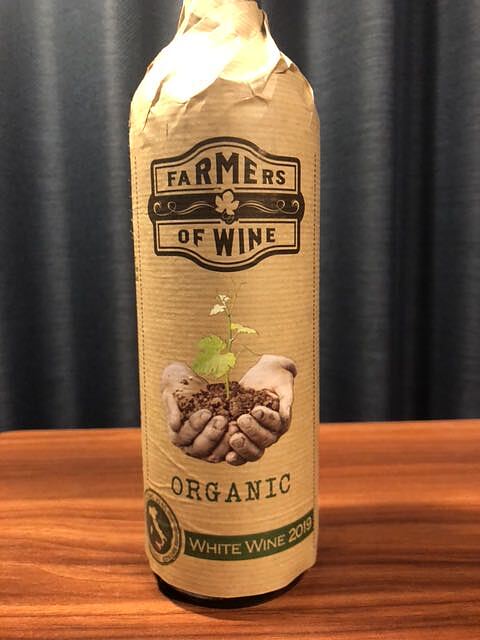 FARMERS
OF WINE
ORGANIC
WHITE WINE 2019